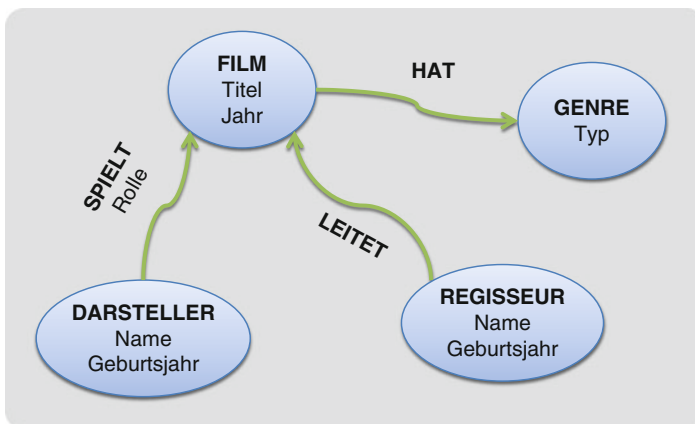 FILM
Titel
Jahr
HAT
GENRE
Typ
SPIELT
Rolle
LEITET
DARSTELLER
Name
Geburtsjahr
REGISSEUR
Name
Geburtsjahr